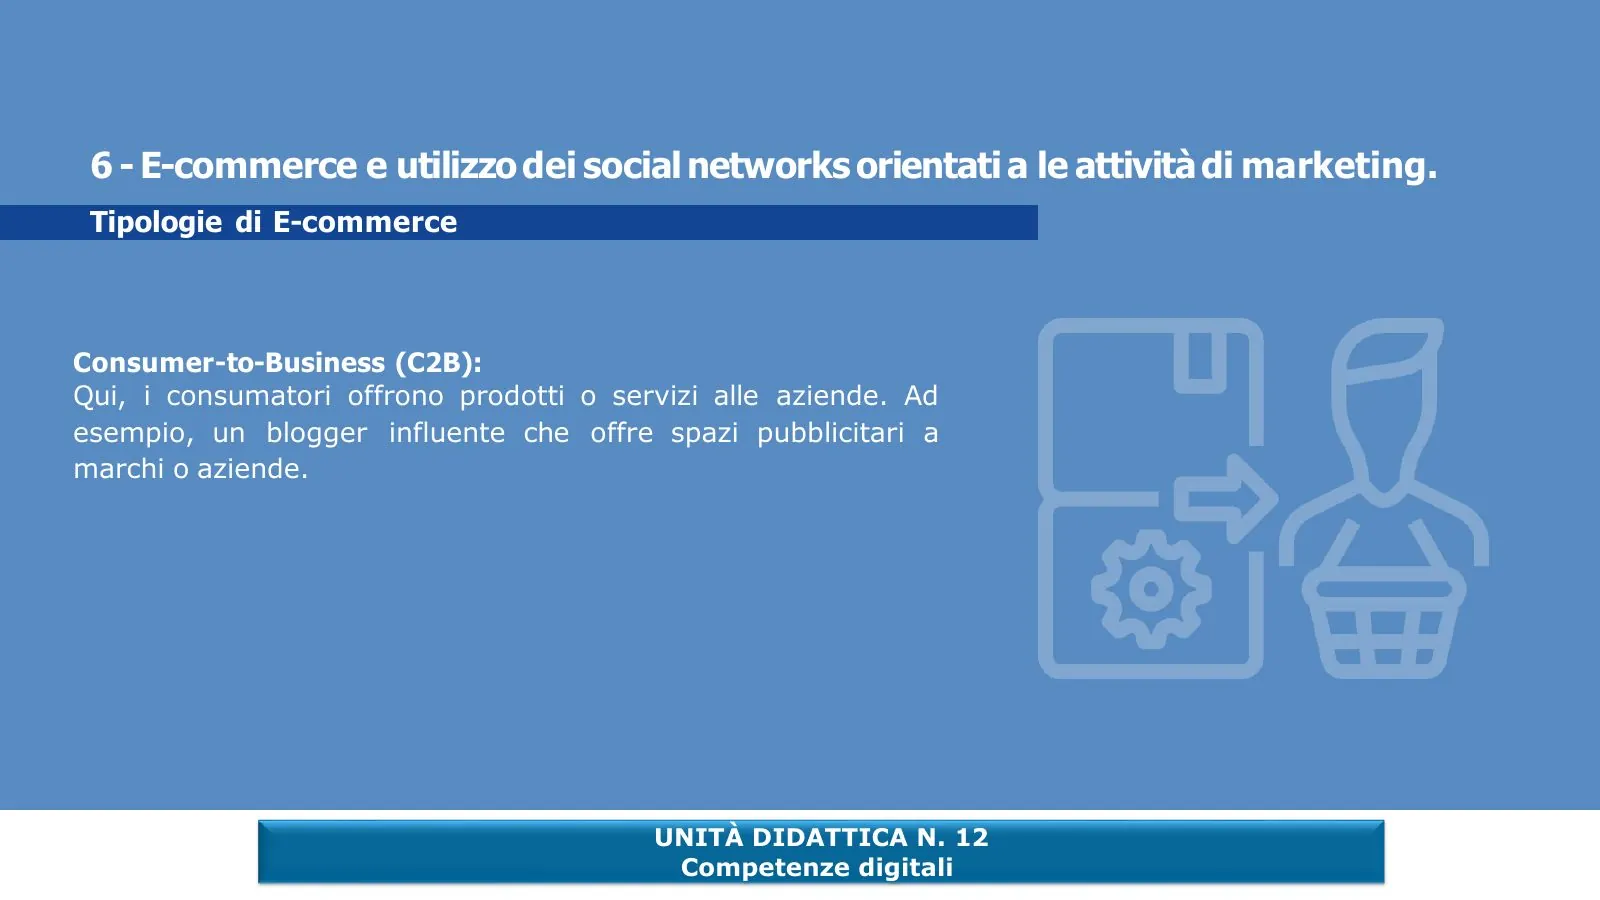 6 - E-commerce e utilizzo dei social networks orientati a le attività di marketing.
Tipologie di E-commerce
Consumer-to-Business (C2B):
Qui, i consumatori offrono prodotti o servizi alle aziende. Ad
esempio, un blogger influente che offre spazi pubblicitari a
marchi o aziende.
UNITÀ DIDATTICA N. 12
Competenze digitali